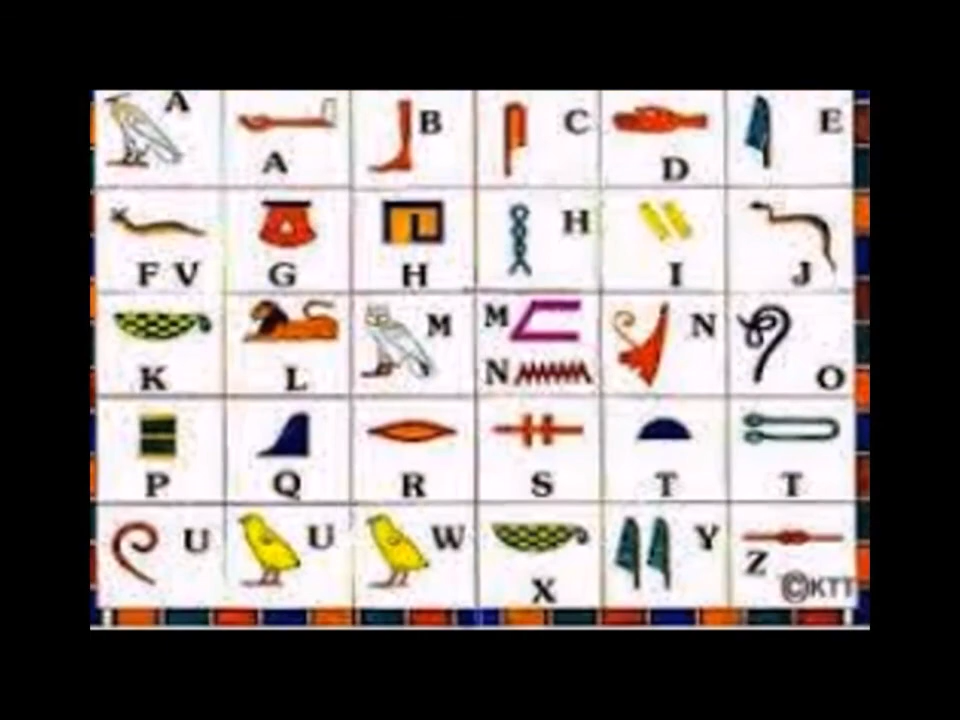 A A B C D E
F V G H H I J
K L M M N N O
P Q R S T T
U U W X Y Z
©KTT